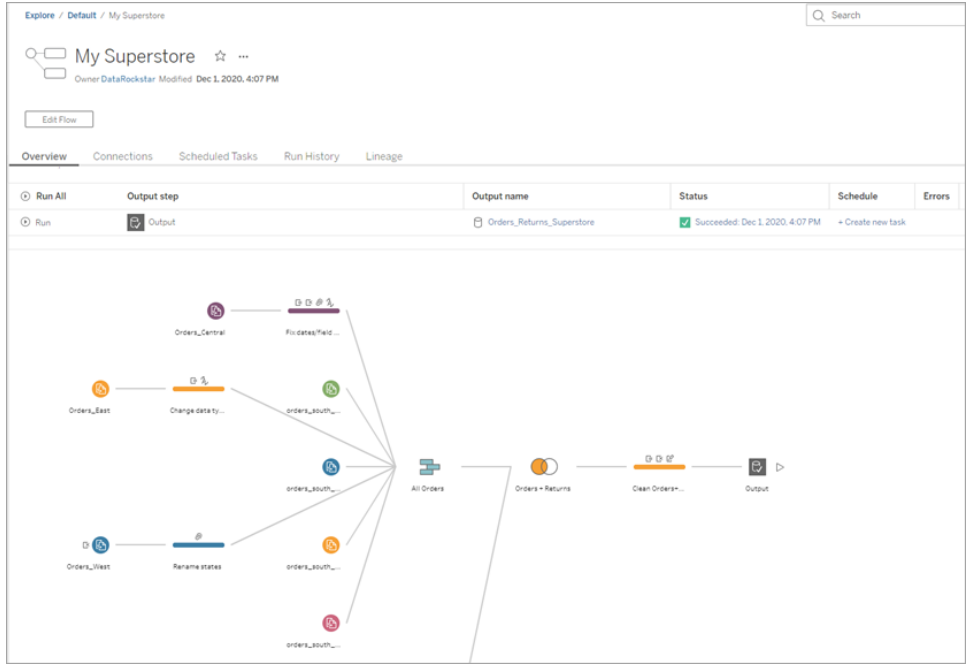 Explore / Default / My Superstore
Search
My Superstore
Owner DataRockstar Modified Dec 1, 2020, 4:07 PM
Edit Flow
Overview Connections Scheduled Tasks Run History Lineage
Run All Output step Output name Status Schedule Errors
Run Output Orders_Returns_Superstore Succeeded: Dec 1, 2020, 4:07 PM + Create new task
Orders_Central Fix dates/field ...
Orders_East Change data ty... orders_south_...
orders_south_... All Orders Orders + Returns Clean Orders+... Output
Orders_West Rename states orders_south_...
orders_south_...